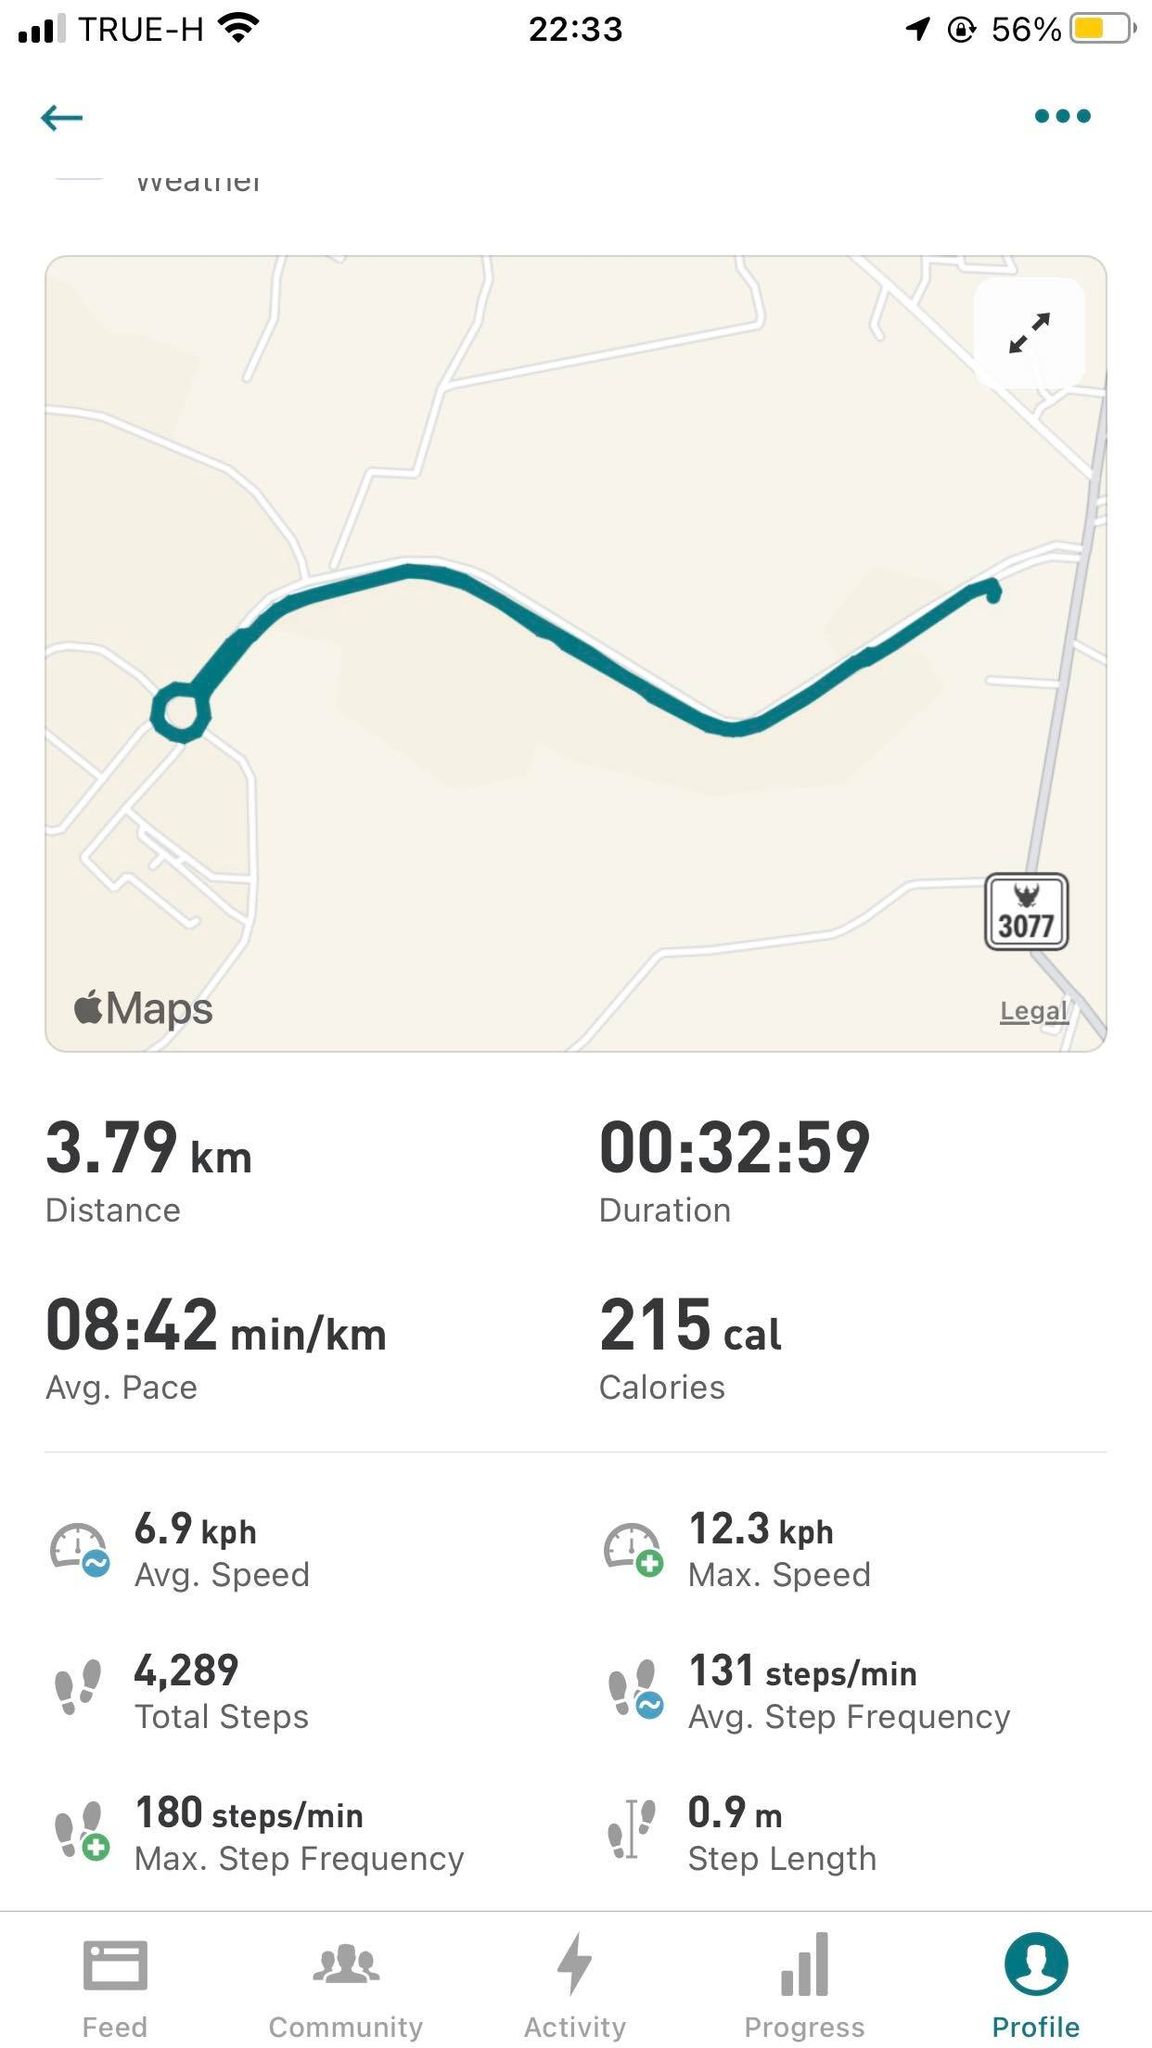 TRUE-H 22:33 56%
Weather
3077
Maps
Legal
3.79 km 00:32:59
Distance Duration
08:42 min/km 215 cal
Avg. Pace Calories
6.9 kph 12.3 kph
Avg. Speed Max. Speed
4,289 131 steps/min
Total Steps Avg. Step Frequency
180 steps/min 0.9 m
Max. Step Frequency Step Length
Feed Community Activity Progress Profile